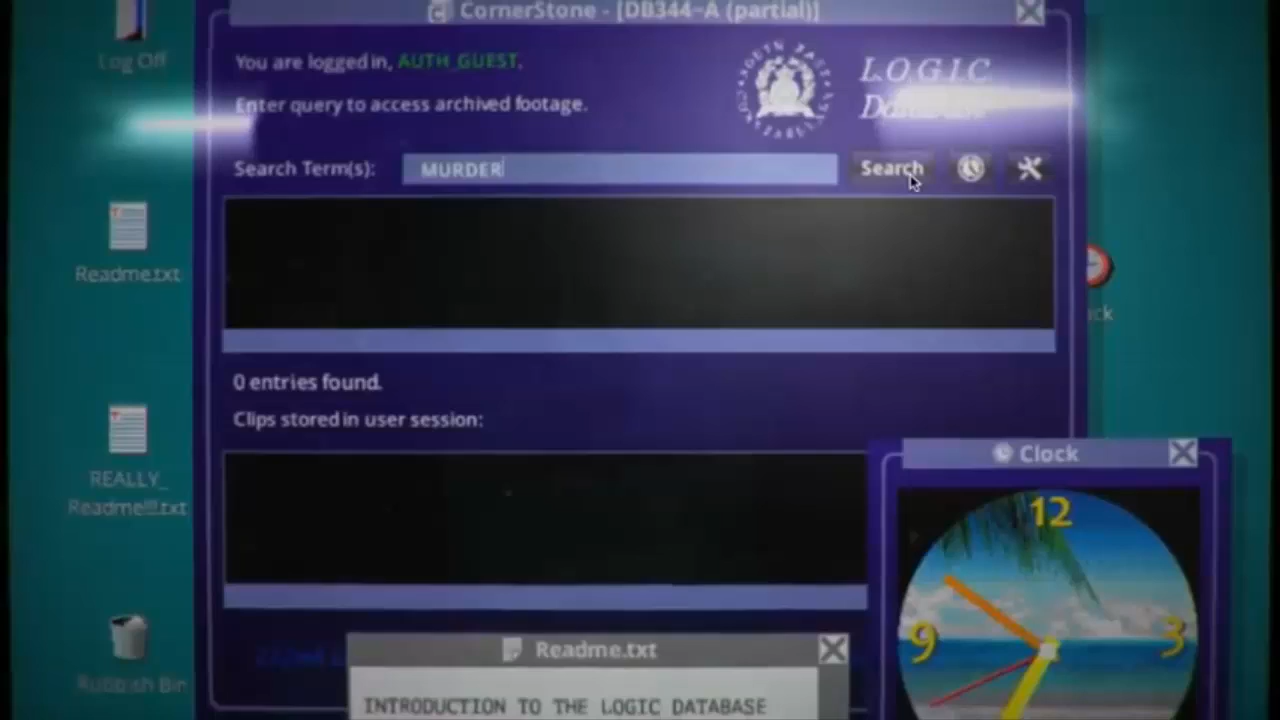 CornerStone - [DB344-A (partial)]
Log Off
You are logged in, AUTH_GUEST.
LOGIC
Enter query to access archived footage.
Search Term(s):
MURDER
Search
Readme.txt
0 entries found.
Clips stored in user session:
Clock
REALLY_
Readme!!!.txt
12
9
3
Readme.txt
Rubbish Bin
INTRODUCTION TO THE LOGIC DATABASE